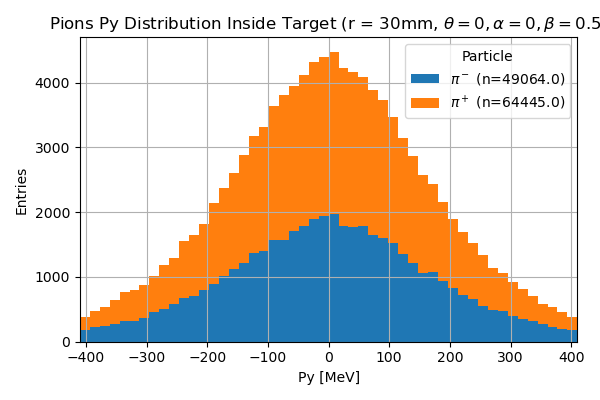 Pions Py Distribution Inside Target (r = 30mm, θ = 0, α = 0, β = 0.5
Particle
π⁻ (n=49064.0)
π⁺ (n=64445.0)
4000
3000
2000
1000
0
Entries
−400 −300 −200 −100 0 100 200 300 400
Py [MeV]